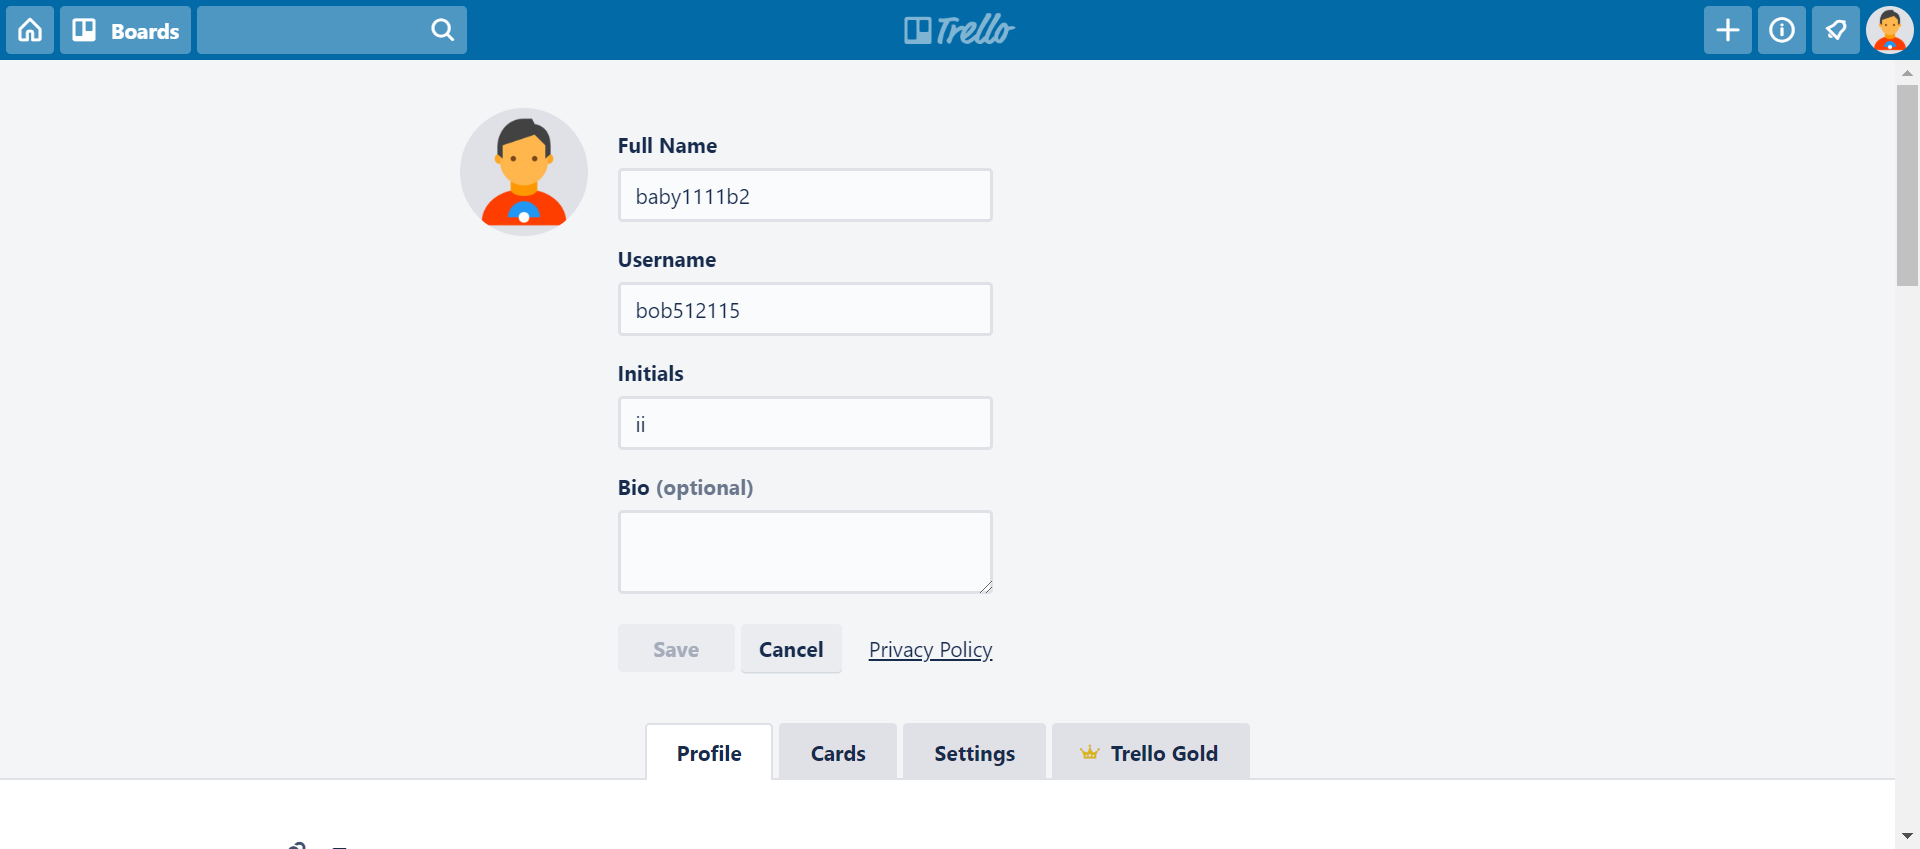 Boards
Trello
Full Name
baby1111b2
Username
bob512115
Initials
ii
Bio (optional)
Save Cancel Privacy Policy
Profile Cards Settings Trello Gold